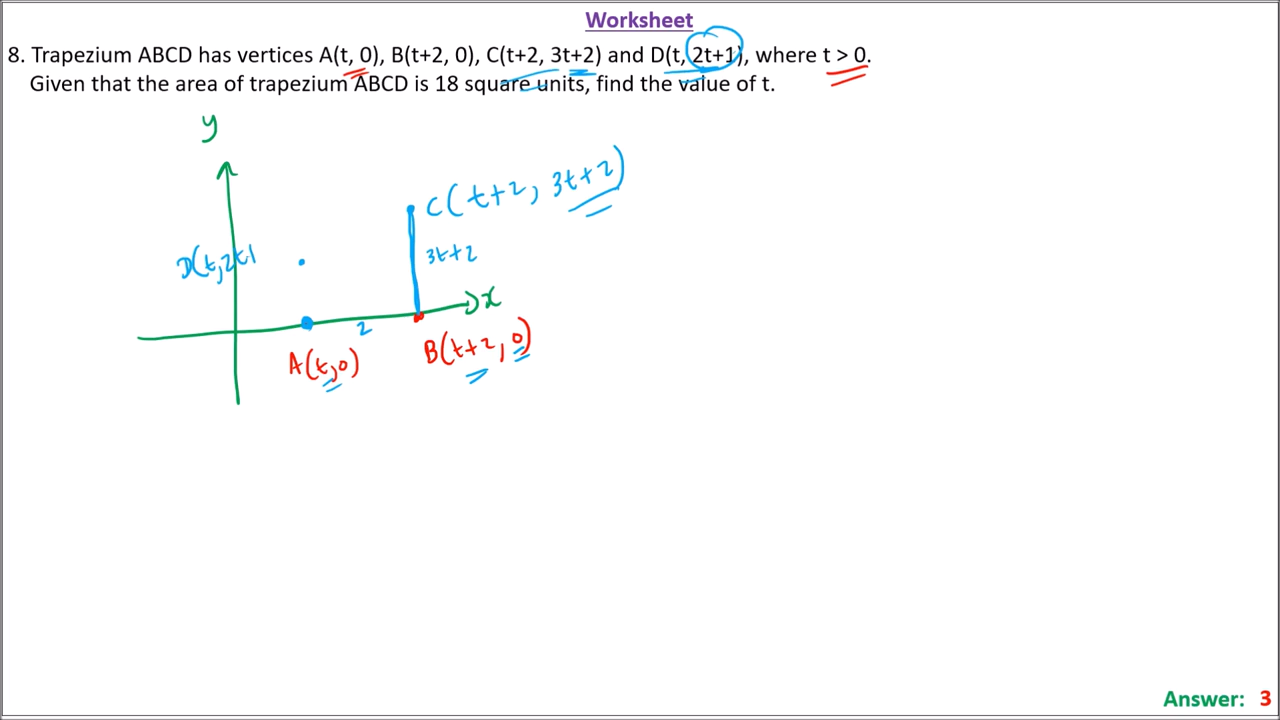 Worksheet
8. Trapezium ABCD has vertices A(t, 0), B(t+2, 0), C(t+2, 3t+2) and D(t, 2t+1), where t > 0.
Given that the area of trapezium ABCD is 18 square units, find the value of t.
y
C(t+2, 3t+2)
D(t,2t+1
3t+2
x
2
A(t,0)
B(t+2, 0)
Answer: 3